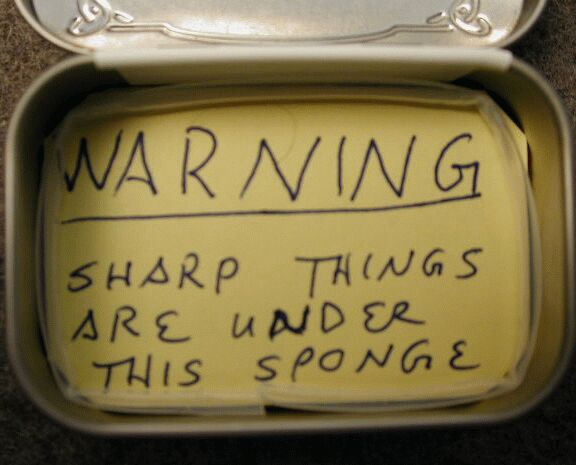 WARNING
SHARP THINGS
ARE UNDER
THIS SPONGE